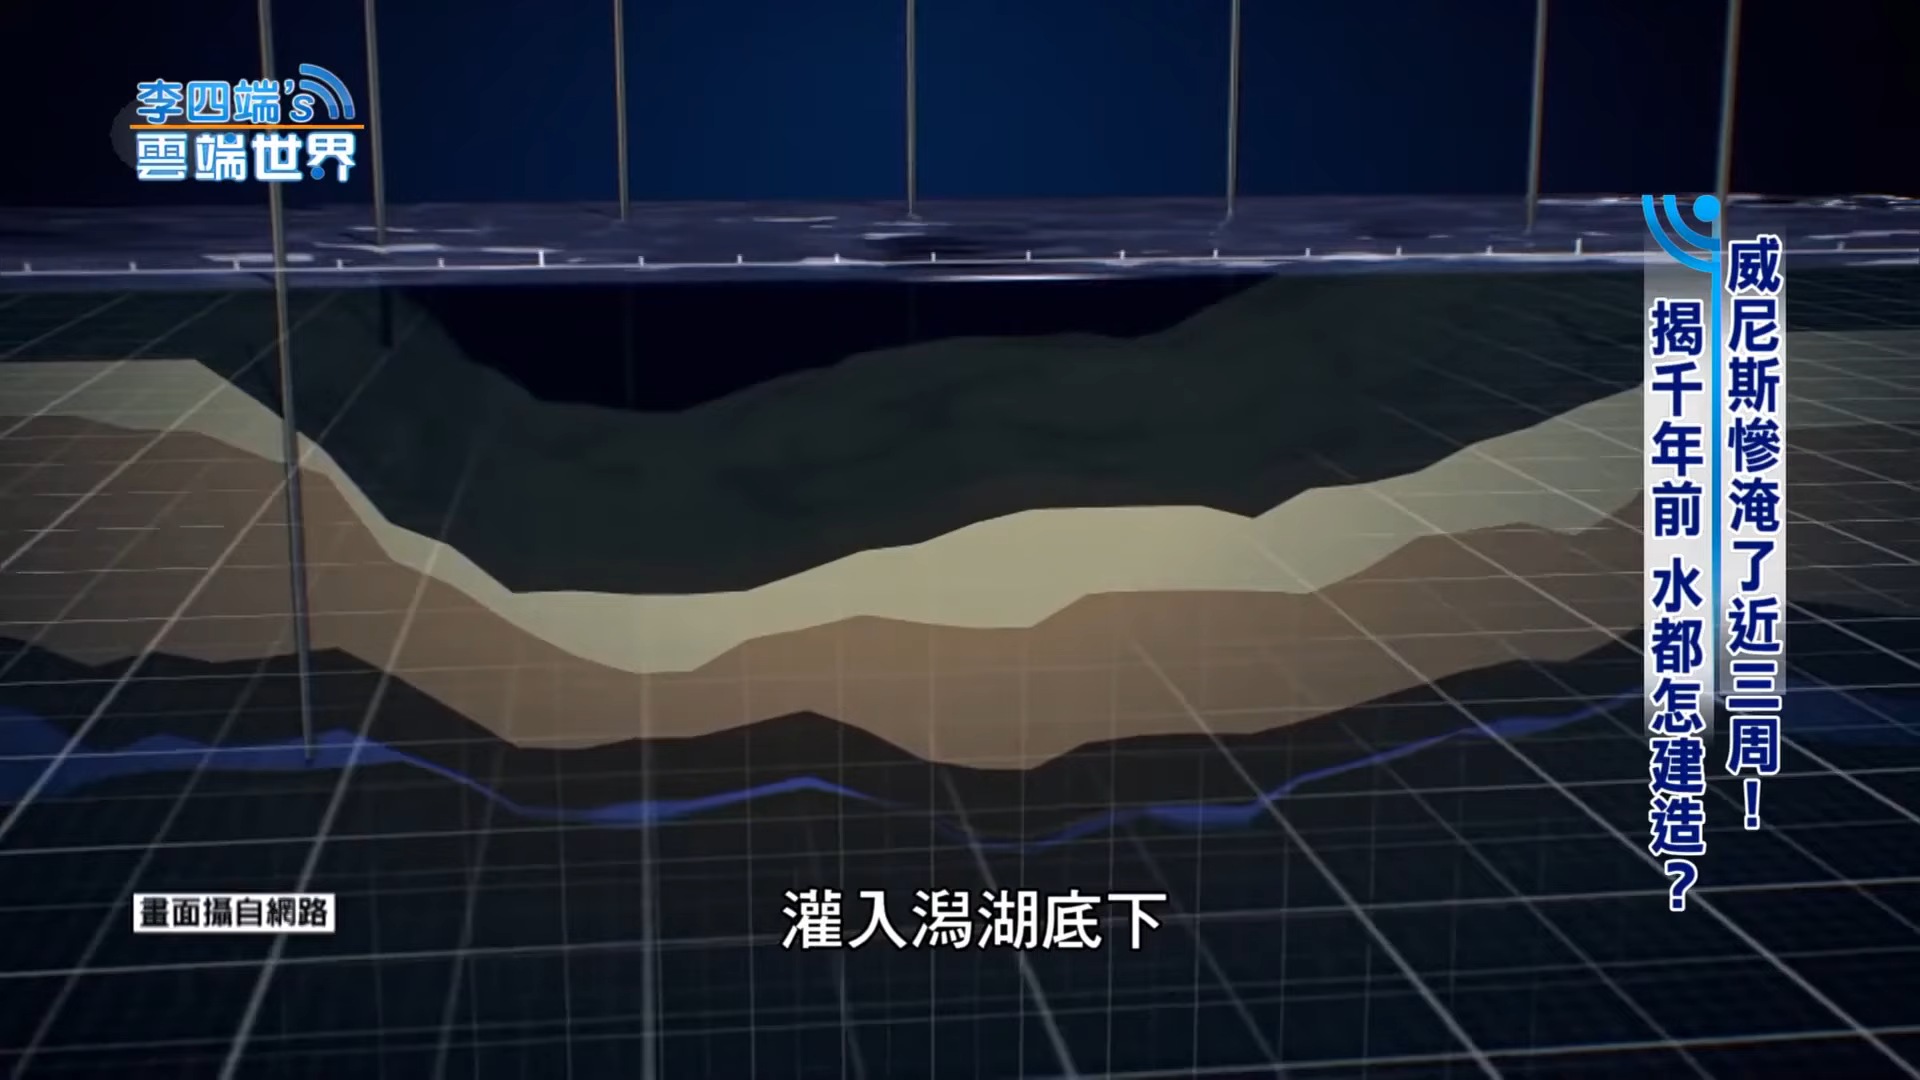 李四端's
雲端世界
威尼斯慘淹了近三周！
揭千年前 水都怎建造？
畫面攝自網路
灌入潟湖底下